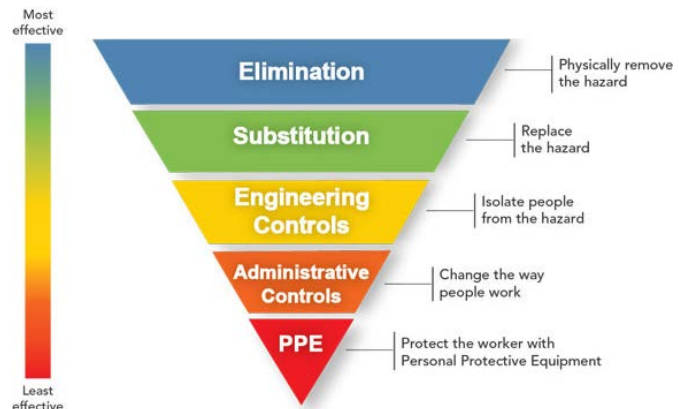 Most
effective
Elimination
Physically remove
the hazard
Substitution
Replace
the hazard
Engineering
Controls
Isolate people
from the hazard
Administrative
Controls
Change the way
people work
PPE
Protect the worker with
Personal Protective Equipment
Least
effective